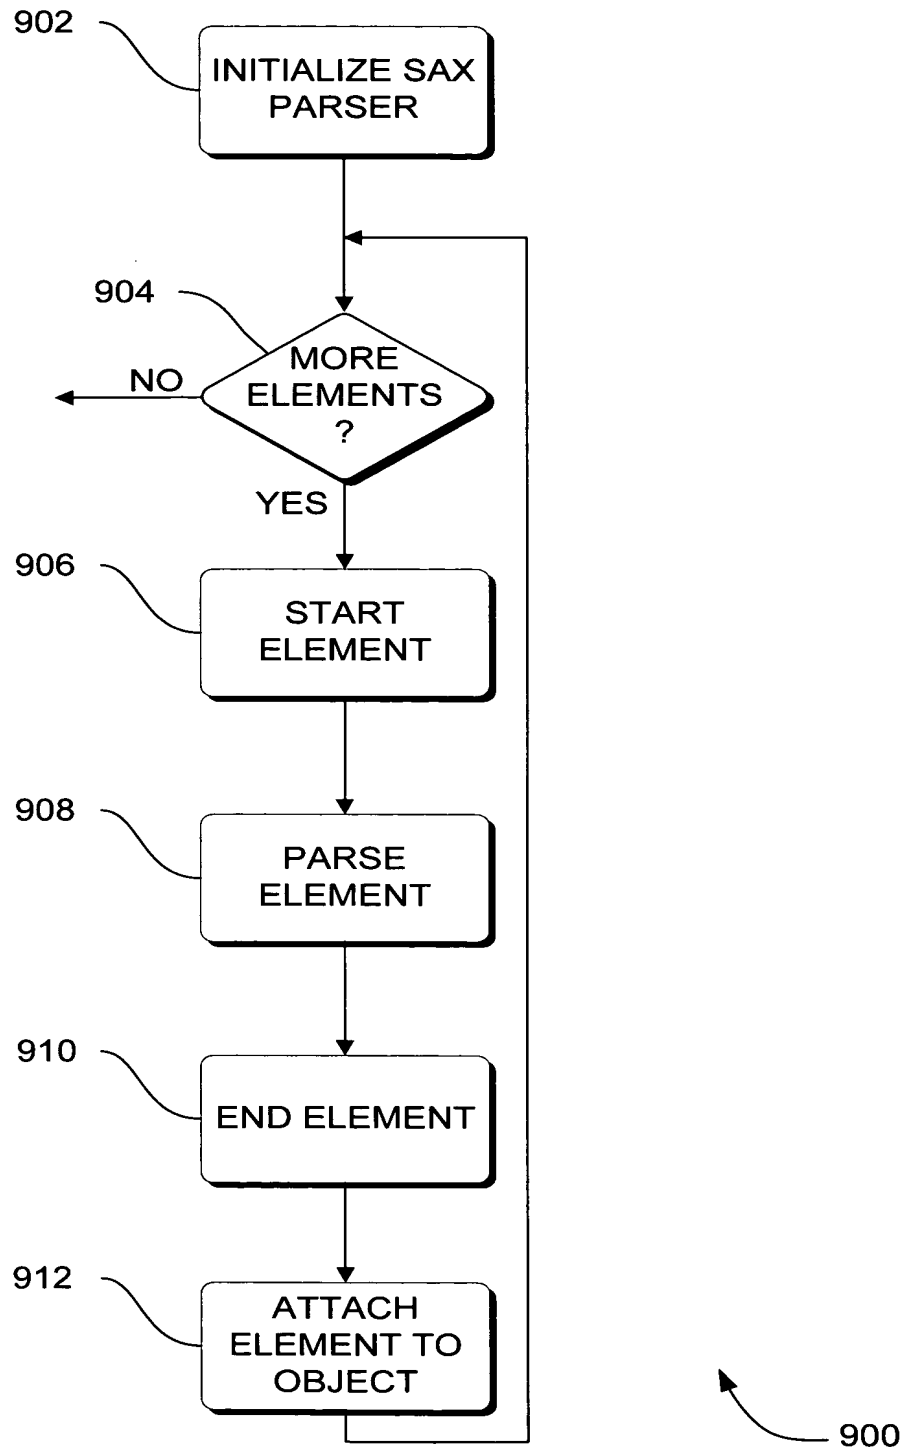 902
INITIALIZE SAX
PARSER
904
MORE
ELEMENTS
?
NO
YES
906
START
ELEMENT
908
PARSE
ELEMENT
910
END ELEMENT
912
ATTACH
ELEMENT TO
OBJECT
900